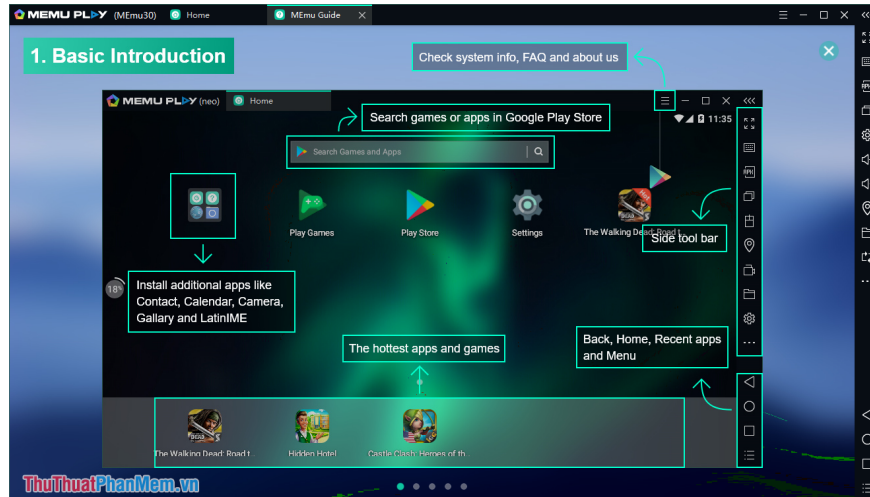 MEMU PLAY (MEmu30) Home MEmu Guide
1. Basic Introduction
Check system info, FAQ and about us
MEMU PLAY (neo) Home
Search games or apps in Google Play Store
11:35
Search Games and Apps
Play Games
Play Store
Settings
The Walking Dead: Road t...
Side tool bar
18%
Install additional apps like
Contact, Calendar, Camera,
Gallary and LatinIME
The hottest apps and games
Back, Home, Recent apps
and Menu
The Walking Dead: Road t...
Hidden Hotel
Castle Clash: Heroes of th...
ThuThuatPhanMem.vn